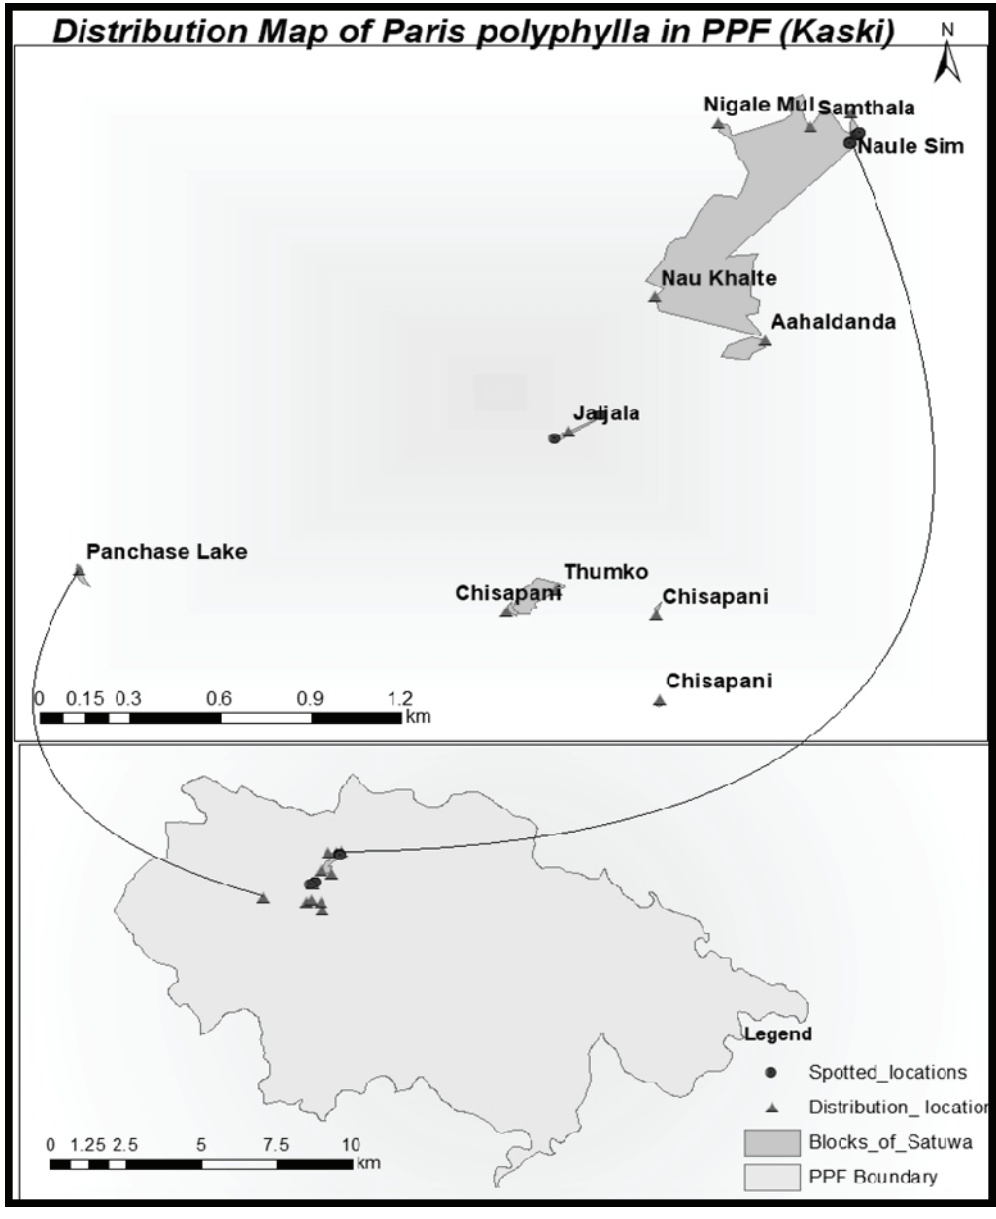 Distribution Map of Paris polyphylla in PPF (Kaski)
N
Nigale Mul
Samthala
Naule Sim
Nau Khalte
Aahaldanda
Jaljala
Panchase Lake
Thumko
Chisapani
Chisapani
Chisapani
0 0.15 0.3 0.6 0.9 1.2
km
Legend
Spotted_locations
Distribution_ location
Blocks_of_Satuwa
PPF Boundary
0 1.25 2.5 5 7.5 10
km